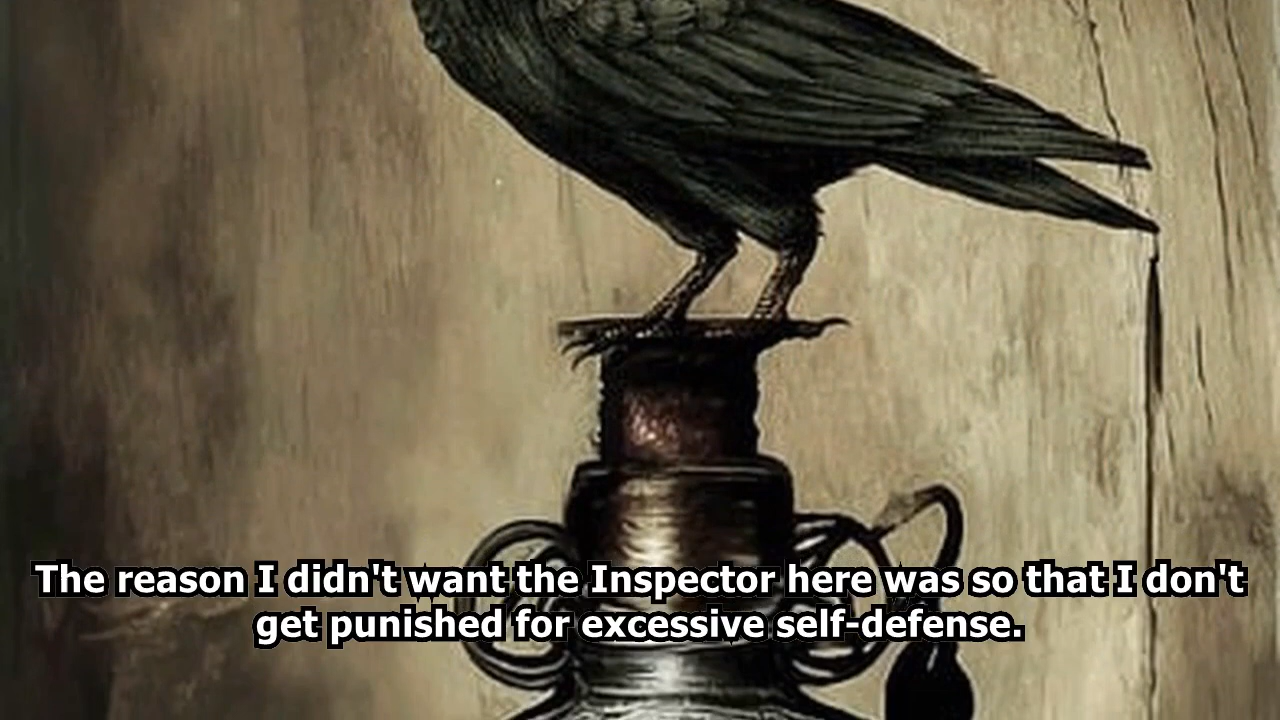 The reason I didn't want the Inspector here was so that I don't
get punished for excessive self-defense.